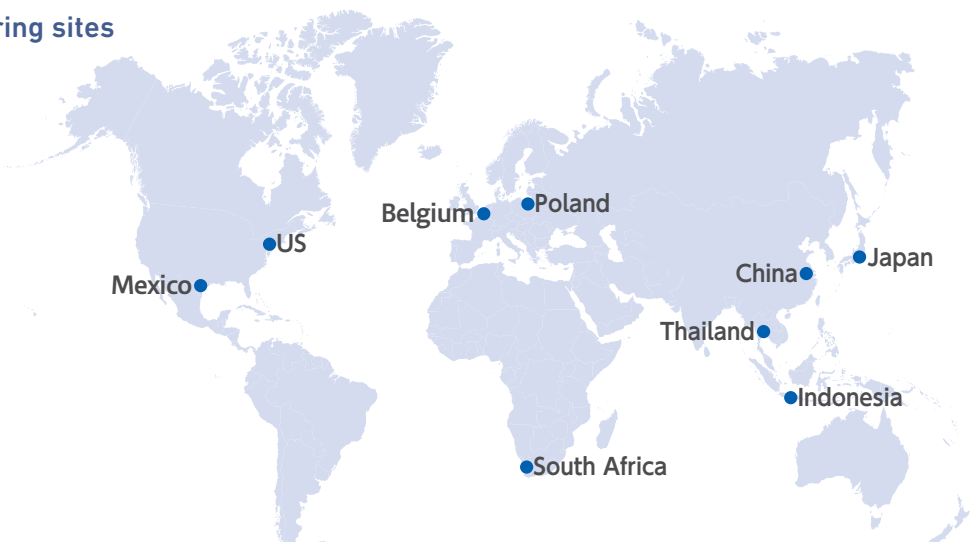 ring sites
Poland
Belgium
US
Japan
China
Mexico
Thailand
Indonesia
South Africa